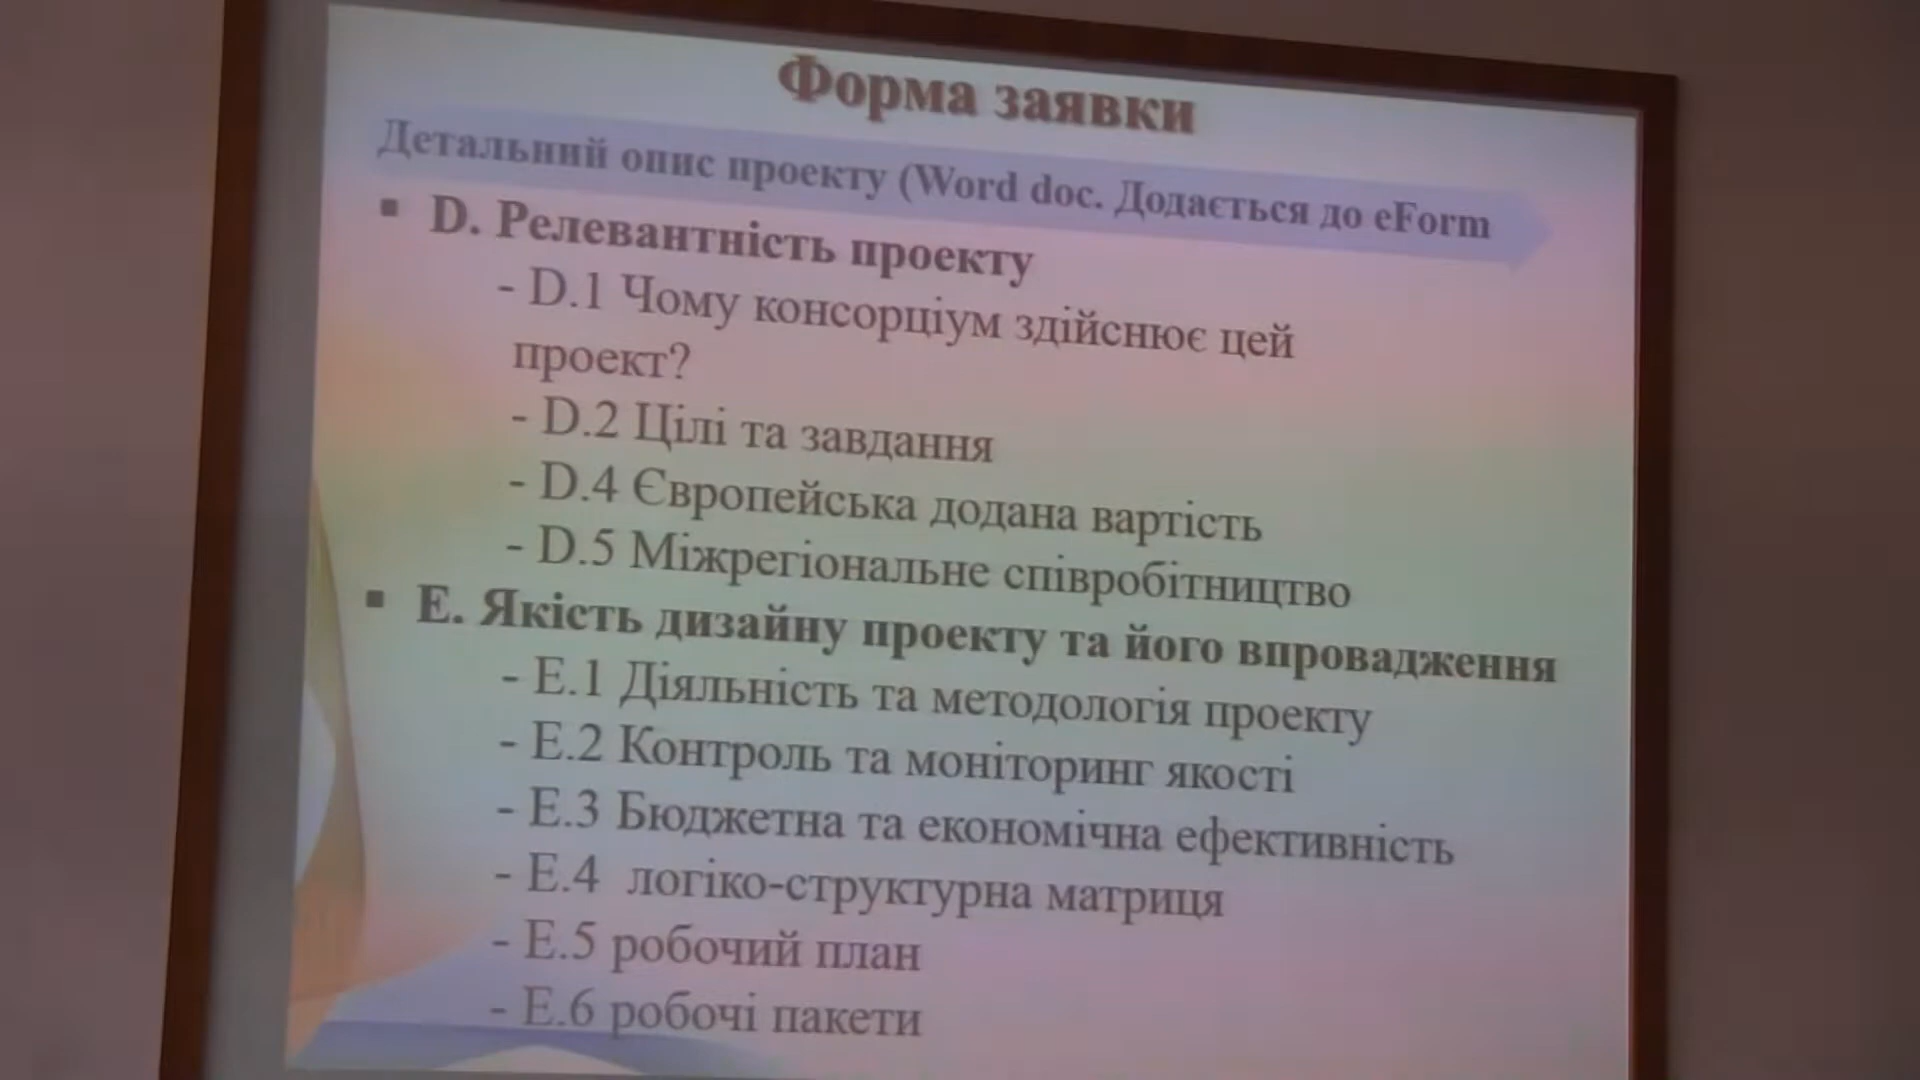 Форма заявки
Детальний опис проекту (Word doc. Додається до eForm
▪ D. Релевантність проекту
- D.1 Чому консорціум здійснює цей
проект?
- D.2 Цілі та завдання
- D.4 Європейська додана вартість
- D.5 Міжрегіональне співробітництво
▪ E. Якість дизайну проекту та його впровадження
- E.1 Діяльність та методологія проекту
- E.2 Контроль та моніторинг якості
- E.3 Бюджетна та економічна ефективність
- E.4 логіко-структурна матриця
- E.5 робочий план
- E.6 робочі пакети